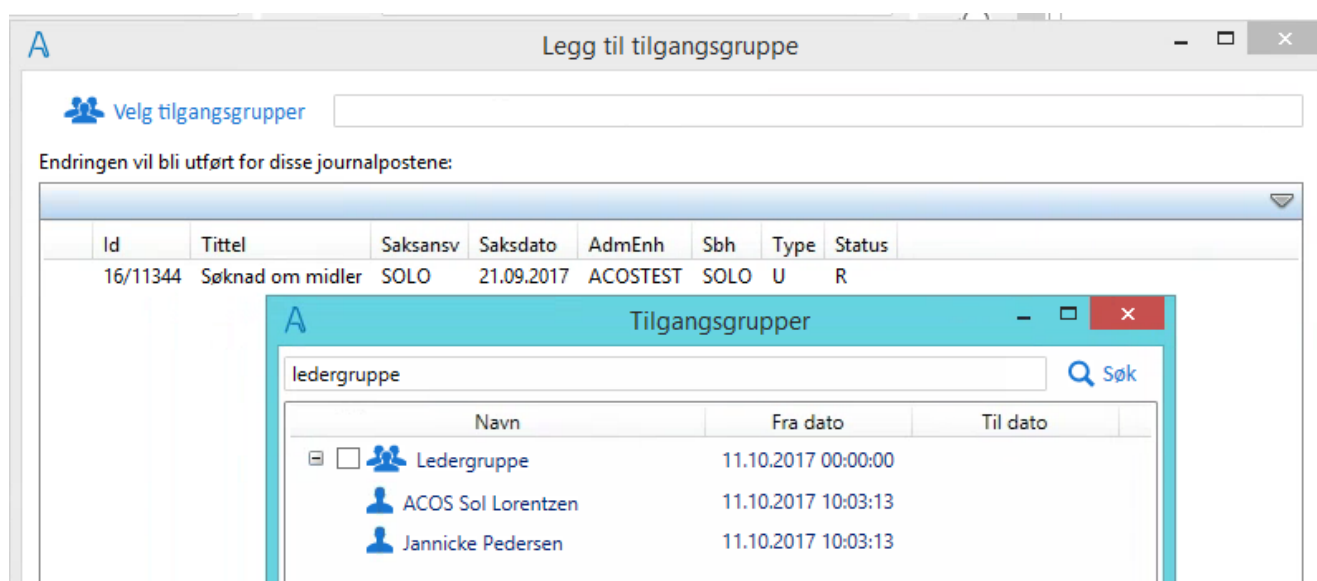 Legg til tilgangsgruppe
Velg tilgangsgrupper
Endringen vil bli utført for disse journalpostene:
Id Tittel Saksansv Saksdato AdmEnh Sbh Type Status
16/11344 Søknad om midler SOLO 21.09.2017 ACOSTEST SOLO U R
Tilgangsgrupper
ledergruppe Søk
Navn Fra dato Til dato
Ledergruppe 11.10.2017 00:00:00
ACOS Sol Lorentzen 11.10.2017 10:03:13
Jannicke Pedersen 11.10.2017 10:03:13